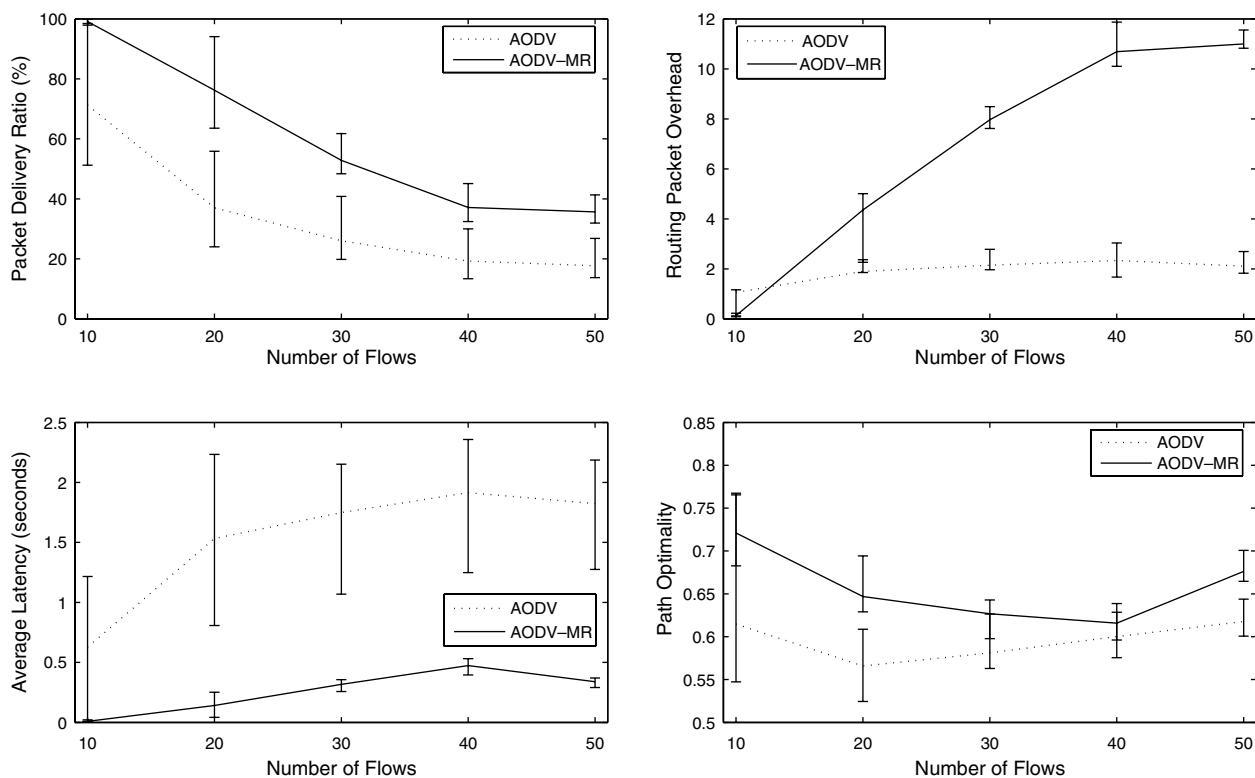 100
80
60
40
20
0
Packet Delivery Ratio (%)
AODV
AODV–MR
10
20
30
40
50
Number of Flows
12
10
8
6
4
2
0
Routing Packet Overhead
AODV
AODV–MR
10
20
30
40
50
Number of Flows
2.5
2
1.5
1
0.5
0
Average Latency (seconds)
AODV
AODV–MR
10
20
30
40
50
Number of Flows
0.85
0.8
0.75
0.7
0.65
0.6
0.55
0.5
Path Optimality
AODV
AODV–MR
10
20
30
40
50
Number of Flows